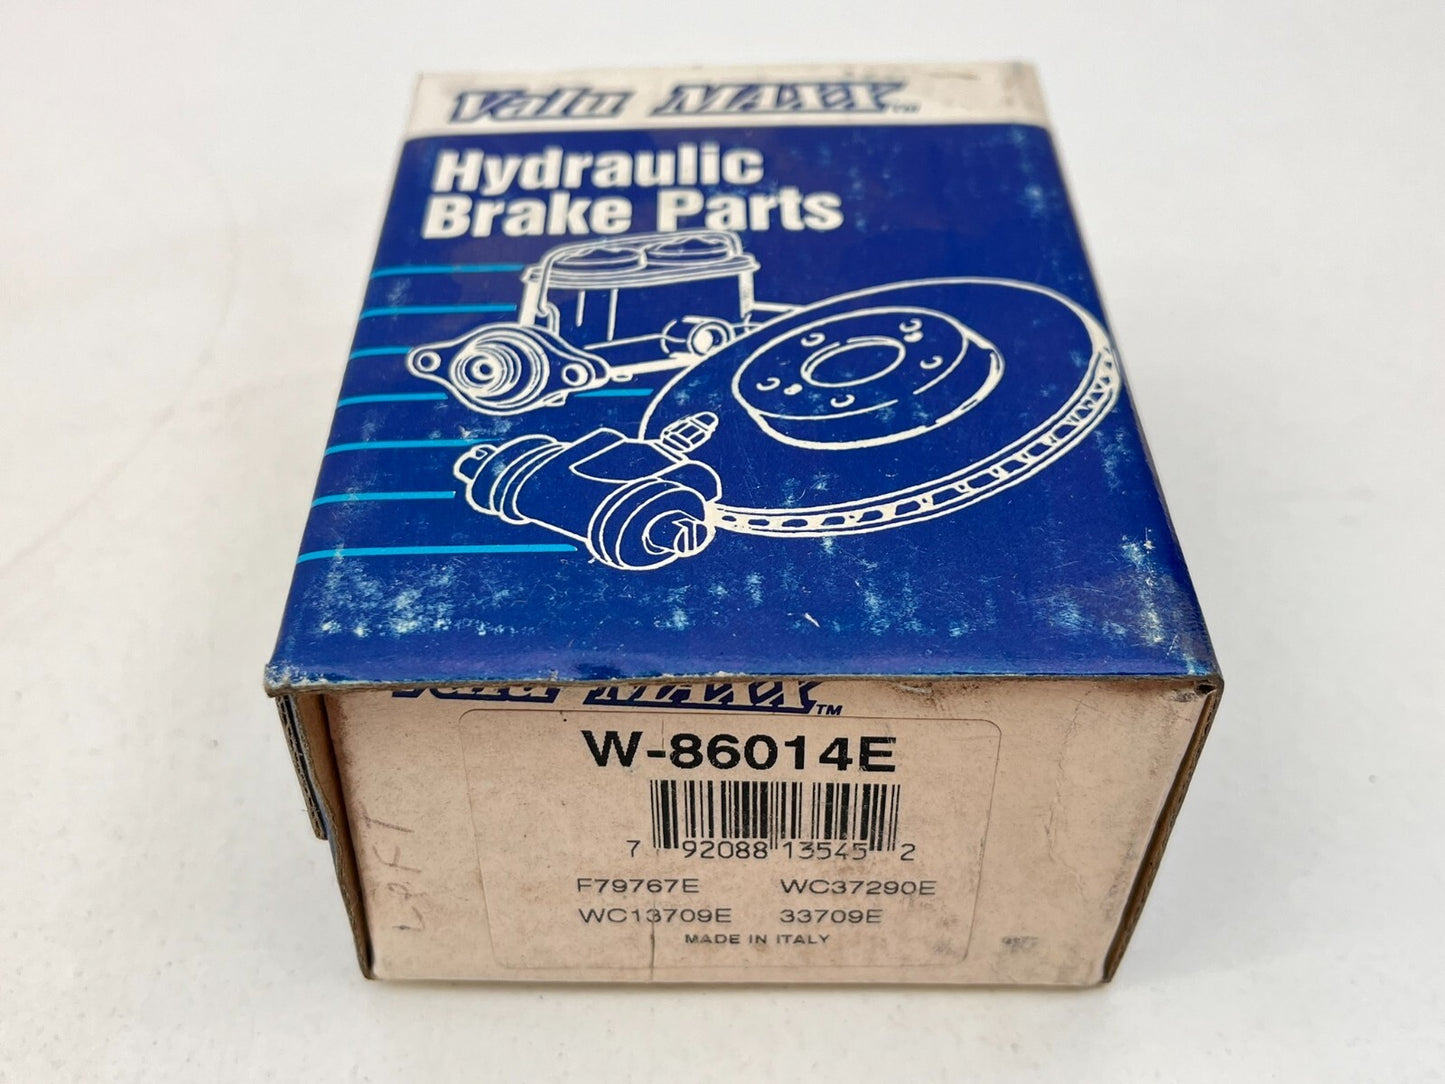 Valu MAXX™
Hydraulic
Brake Parts
Valu MAXX™
W-86014E
7 92088 13545 2
F79767E WC37290E
WC13709E 33709E
MADE IN ITALY